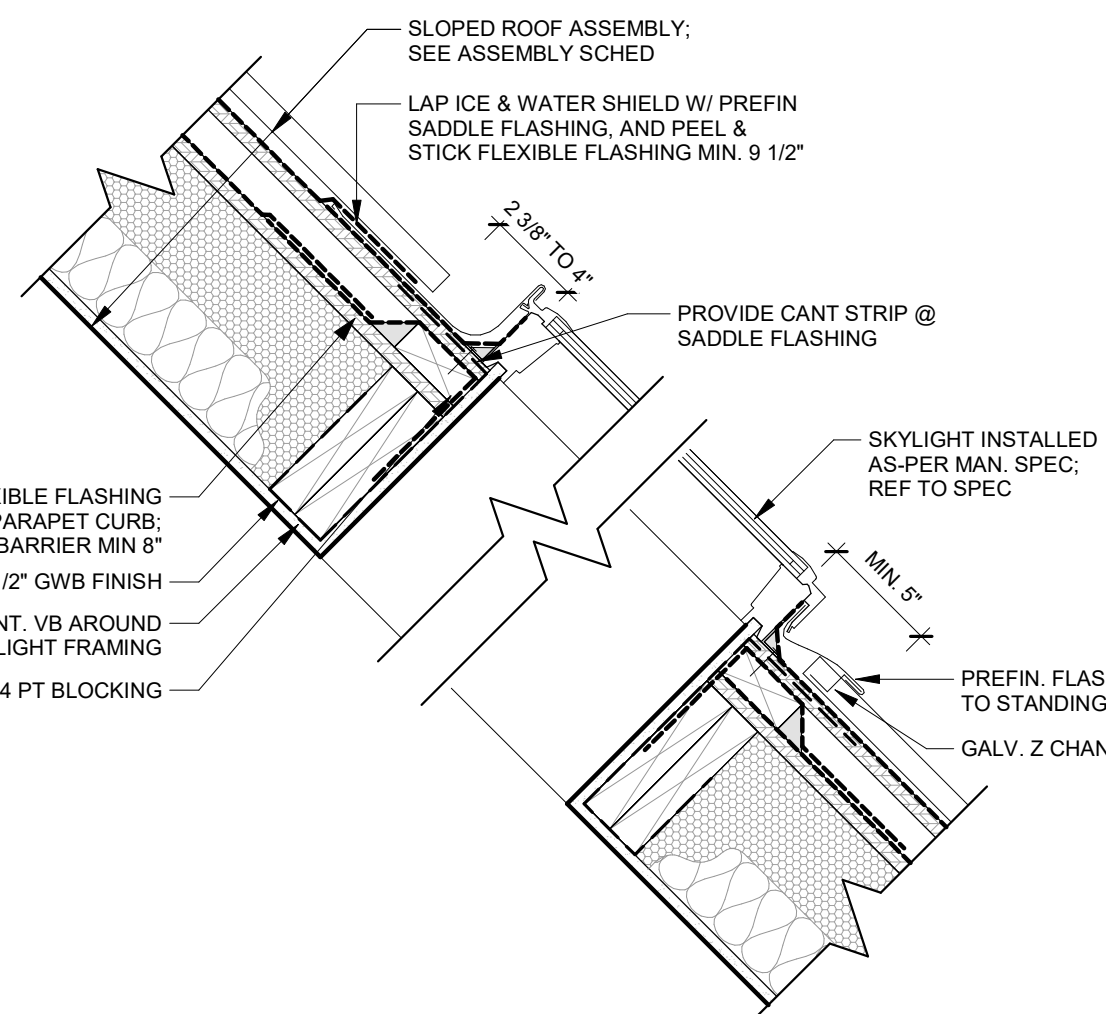 SLOPED ROOF ASSEMBLY;
SEE ASSEMBLY SCHED
LAP ICE & WATER SHIELD W/ PREFIN
SADDLE FLASHING, AND PEEL &
STICK FLEXIBLE FLASHING MIN. 9 1/2"
2 3/8" TO 4"
PROVIDE CANT STRIP @
SADDLE FLASHING
SKYLIGHT INSTALLED
AS-PER MAN. SPEC;
REF TO SPEC
MIN. 5"
FLASHING
PARAPET CURB;
BARRIER MIN 8"
/2" GWB FINISH
VB AROUND
FRAMING
4 PT BLOCKING
PREFIN.
TO STANDING
GALV. Z